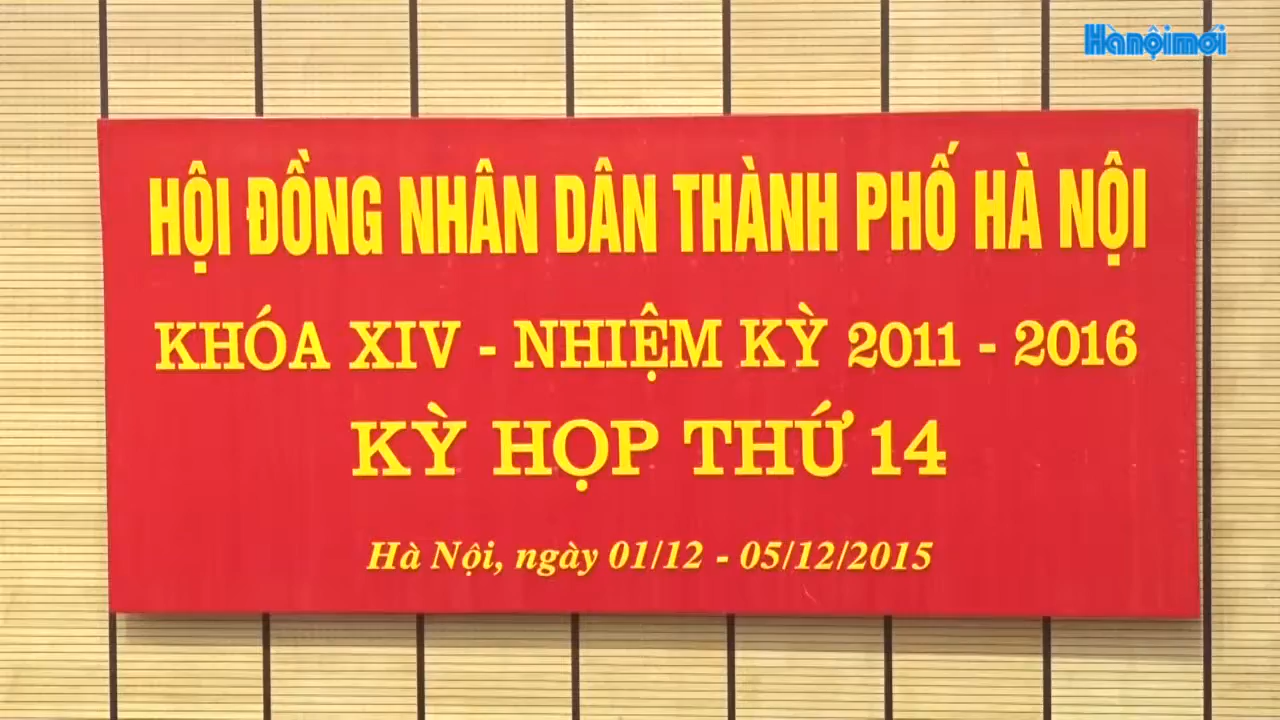 Hànộimới
HỘI ĐỒNG NHÂN DÂN THÀNH PHỐ HÀ NỘI
KHÓA XIV - NHIỆM KỲ 2011 - 2016
KỲ HỌP THỨ 14
Hà Nội, ngày 01/12 - 05/12/2015